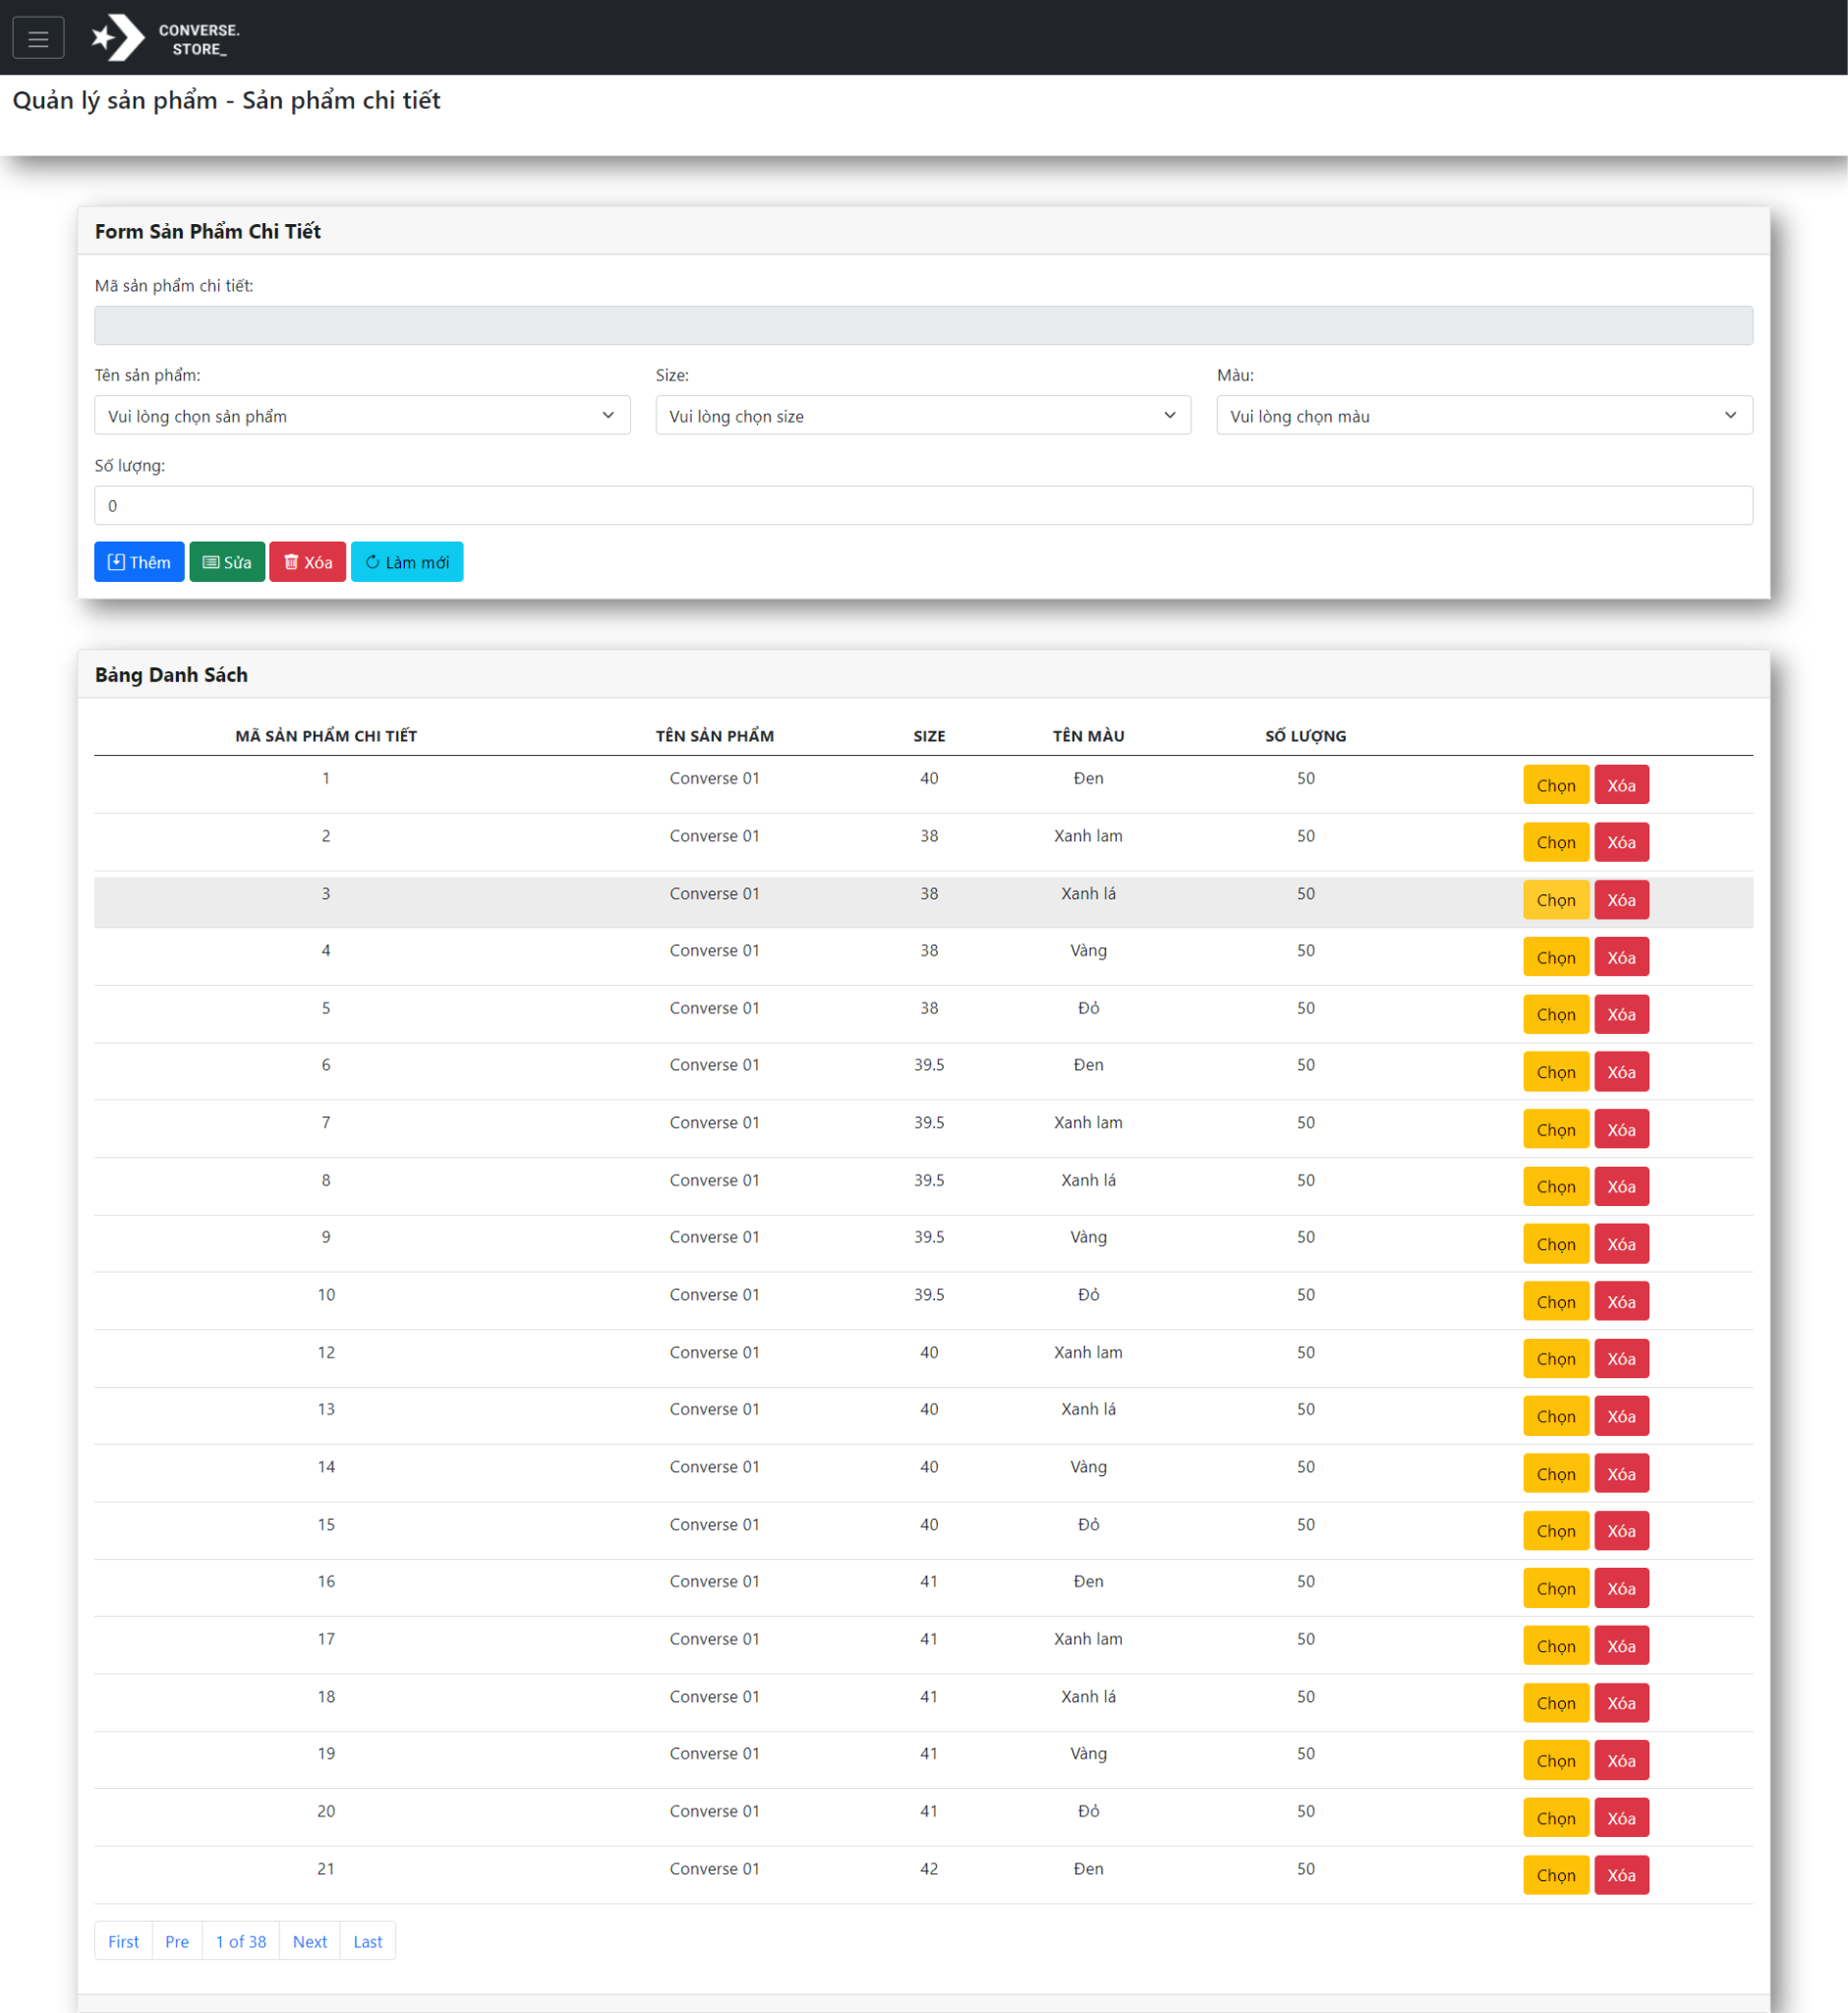 CONVERSE.
STORE_
Quản lý sản phẩm - Sản phẩm chi tiết
Form Sản Phẩm Chi Tiết
Mã sản phẩm chi tiết:
Tên sản phẩm: Size: Màu:
Vui lòng chọn sản phẩm Vui lòng chọn size Vui lòng chọn màu
Số lượng:
0
Thêm Sửa Xóa Làm mới
Bảng Danh Sách
MÃ SẢN PHẨM CHI TIẾT TÊN SẢN PHẨM SIZE TÊN MÀU SỐ LƯỢNG
1 Converse 01 40 Đen 50 Chọn Xóa
2 Converse 01 38 Xanh lam 50 Chọn Xóa
3 Converse 01 38 Xanh lá 50 Chọn Xóa
4 Converse 01 38 Vàng 50 Chọn Xóa
5 Converse 01 38 Đỏ 50 Chọn Xóa
6 Converse 01 39.5 Đen 50 Chọn Xóa
7 Converse 01 39.5 Xanh lam 50 Chọn Xóa
8 Converse 01 39.5 Xanh lá 50 Chọn Xóa
9 Converse 01 39.5 Vàng 50 Chọn Xóa
10 Converse 01 39.5 Đỏ 50 Chọn Xóa
12 Converse 01 40 Xanh lam 50 Chọn Xóa
13 Converse 01 40 Xanh lá 50 Chọn Xóa
14 Converse 01 40 Vàng 50 Chọn Xóa
15 Converse 01 40 Đỏ 50 Chọn Xóa
16 Converse 01 41 Đen 50 Chọn Xóa
17 Converse 01 41 Xanh lam 50 Chọn Xóa
18 Converse 01 41 Xanh lá 50 Chọn Xóa
19 Converse 01 41 Vàng 50 Chọn Xóa
20 Converse 01 41 Đỏ 50 Chọn Xóa
21 Converse 01 42 Đen 50 Chọn Xóa
First Pre 1 of 38 Next Last